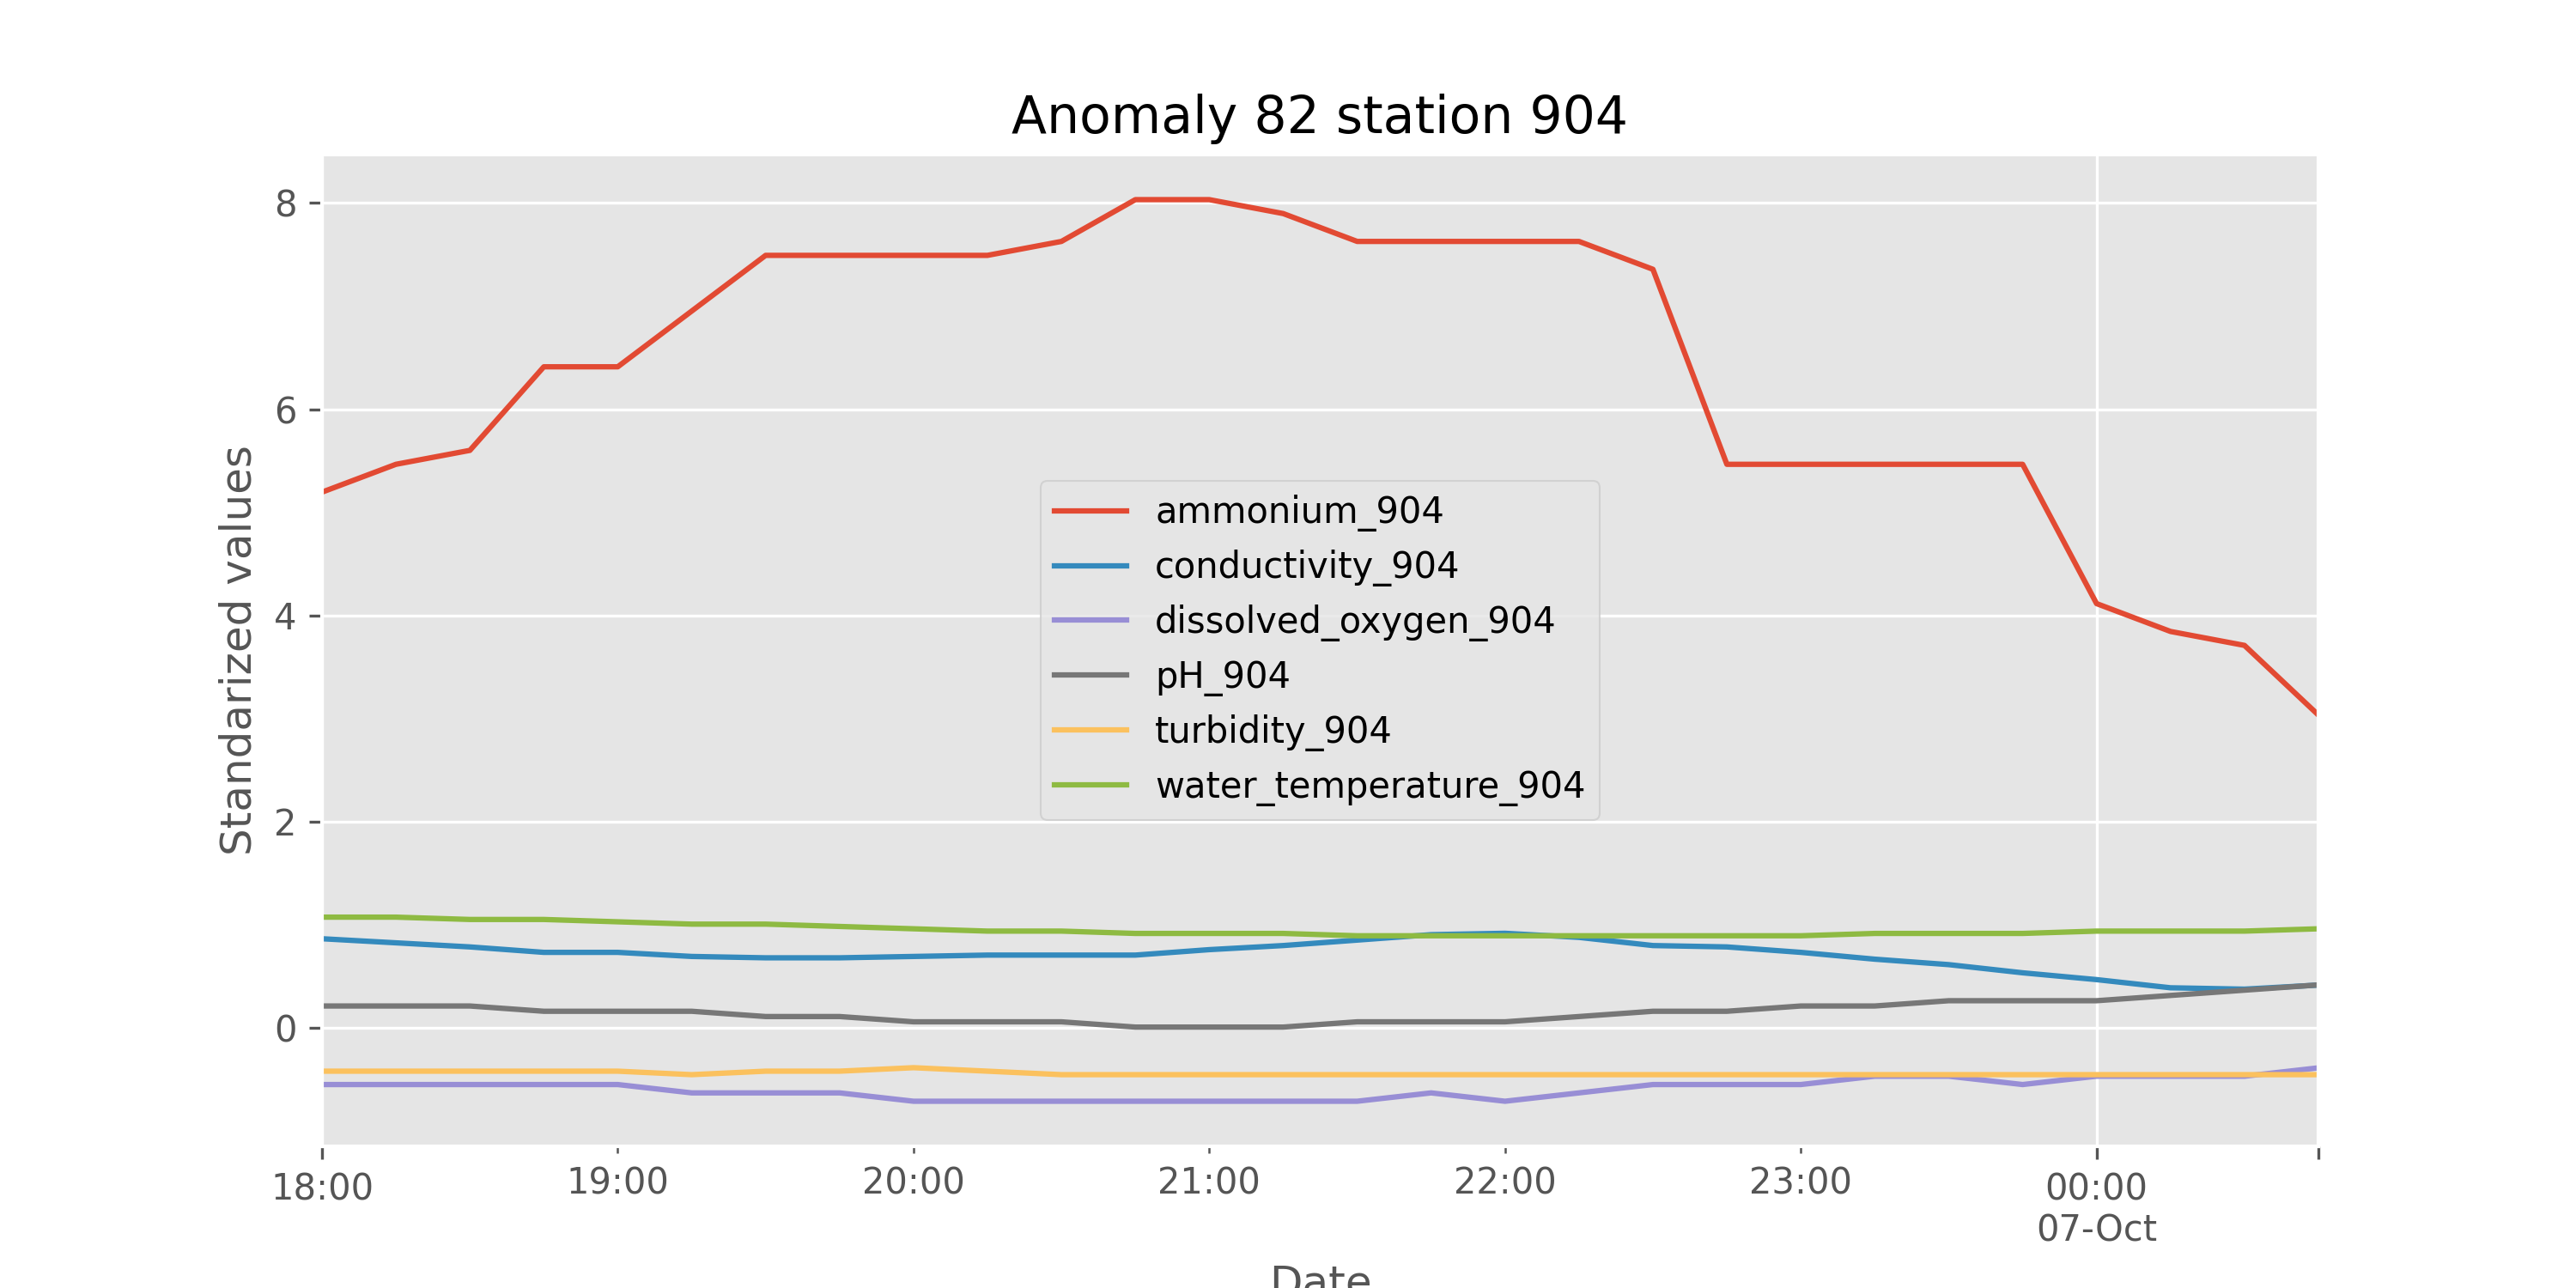 Anomaly 82 station 904
8
6
4
2
0
Standarized values
ammonium_904
conductivity_904
dissolved_oxygen_904
pH_904
turbidity_904
water_temperature_904
18:00 19:00 20:00 21:00 22:00 23:00 00:00
07-Oct
Date